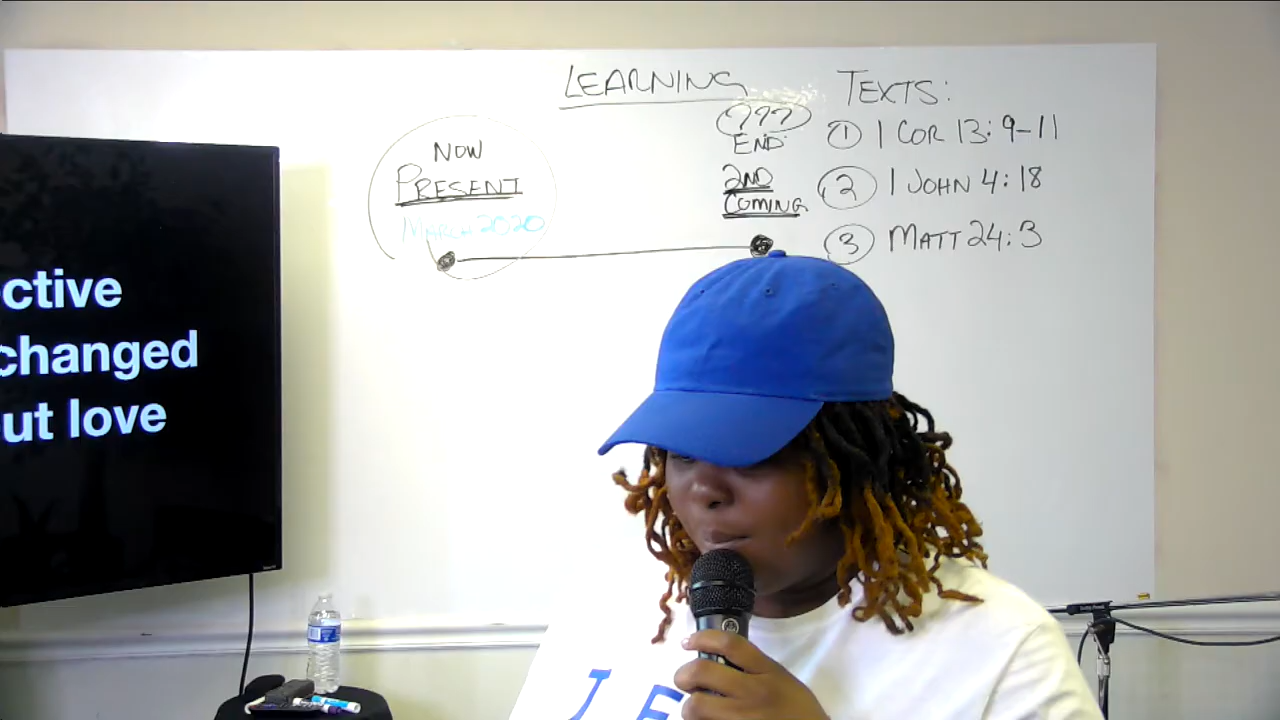 LEARNING
NOW
PRESENT
MARCH 2020
???
END
2ND
COMING
TEXTS:
① 1 COR 13: 9-11
② 1 JOHN 4: 18
③ MATT 24: 3
ctive
changed
ut love
J E